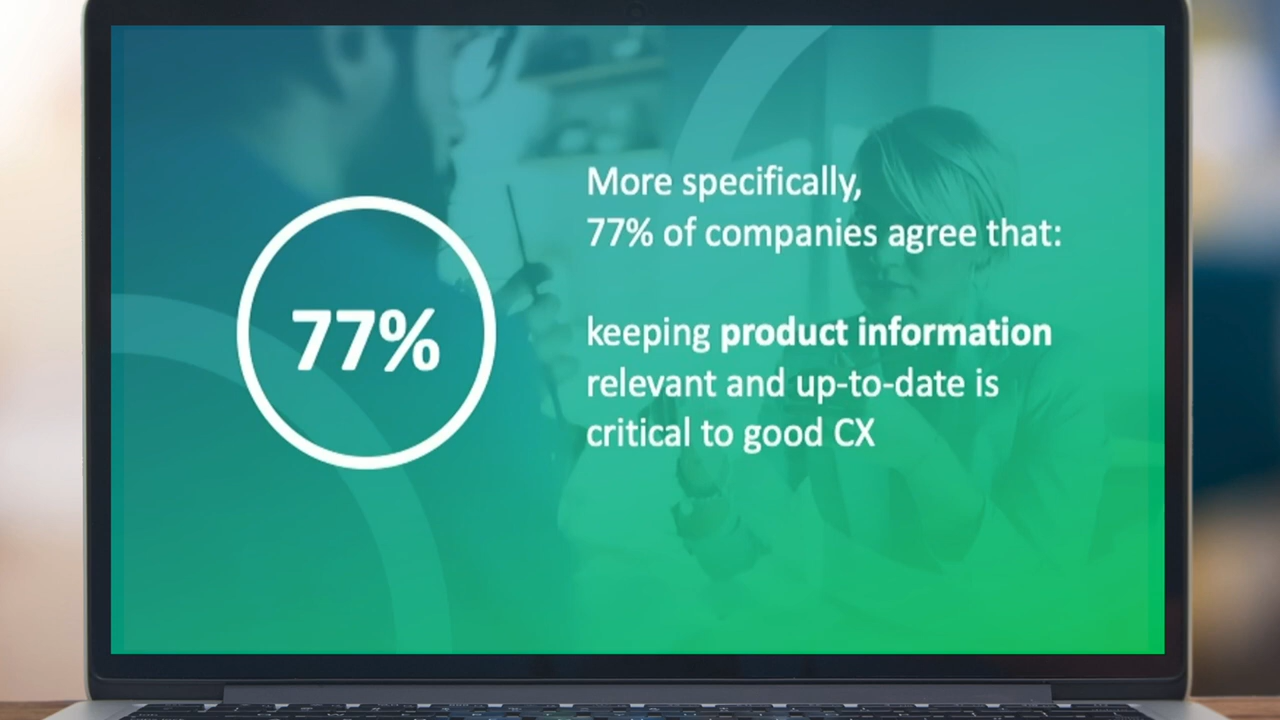 77%
More specifically,
77% of companies agree that:
keeping product information
relevant and up-to-date is
critical to good CX